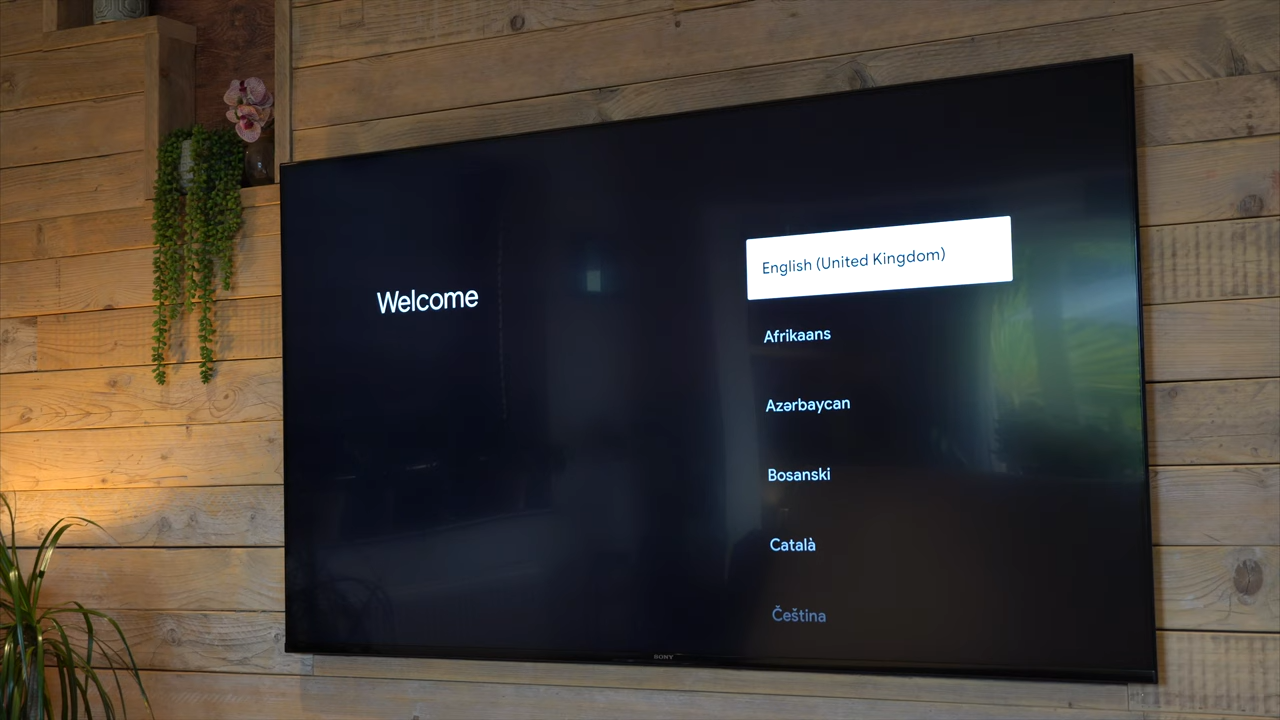 Welcome
English (United Kingdom)
Afrikaans
Azərbaycan
Bosanski
Català
Čeština
SONY